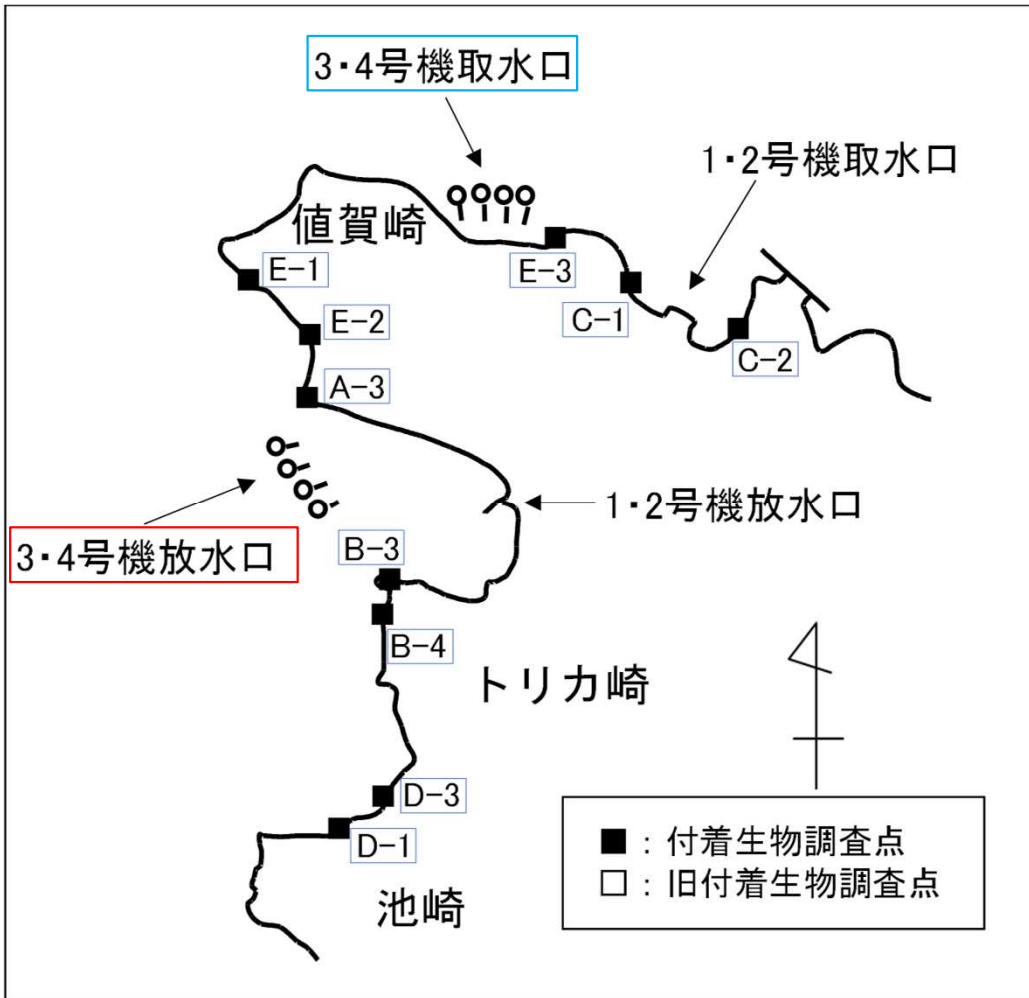 3・4号機取水口
1・2号機取水口
値賀崎
E-1
E-3
C-1
E-2
C-2
A-3
1・2号機放水口
3・4号機放水口
B-3
B-4
トリカ崎
D-3
D-1
池崎
■：付着生物調査点
□：旧付着生物調査点